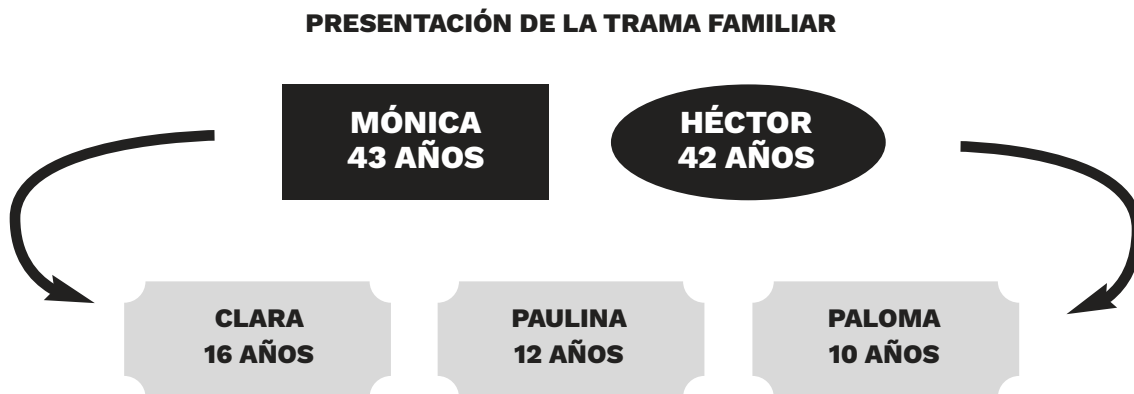 PRESENTACIÓN DE LA TRAMA FAMILIAR
MÓNICA
43 AÑOS
HÉCTOR
42 AÑOS
CLARA
16 AÑOS
PAULINA
12 AÑOS
PALOMA
10 AÑOS